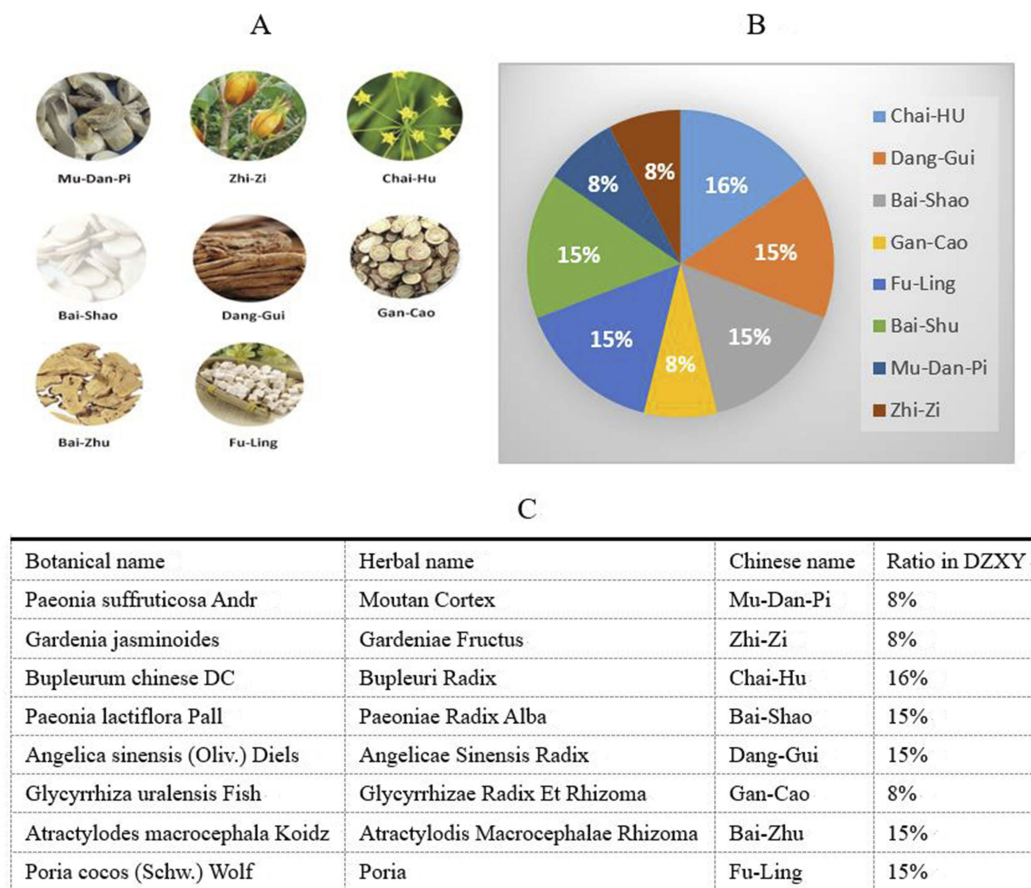 A
Mu-Dan-Pi
Zhi-Zi
Chai-Hu
Bai-Shao
Dang-Gui
Gan-Cao
Bai-Zhu
Fu-Ling
B
16%
15%
15%
8%
15%
15%
8%
8%
Chai-HU
Dang-Gui
Bai-Shao
Gan-Cao
Fu-Ling
Bai-Shu
Mu-Dan-Pi
Zhi-Zi
C
Botanical name Herbal name Chinese name Ratio in DZXY
Paeonia suffruticosa Andr Moutan Cortex Mu-Dan-Pi 8%
Gardenia jasminoides Gardeniae Fructus Zhi-Zi 8%
Bupleurum chinese DC Bupleuri Radix Chai-Hu 16%
Paeonia lactiflora Pall Paeoniae Radix Alba Bai-Shao 15%
Angelica sinensis (Oliv.) Diels Angelicae Sinensis Radix Dang-Gui 15%
Glycyrrhiza uralensis Fish Glycyrrhizae Radix Et Rhizoma Gan-Cao 8%
Atractylodes macrocephala Koidz Atractylodis Macrocephalae Rhizoma Bai-Zhu 15%
Poria cocos (Schw.) Wolf Poria Fu-Ling 15%